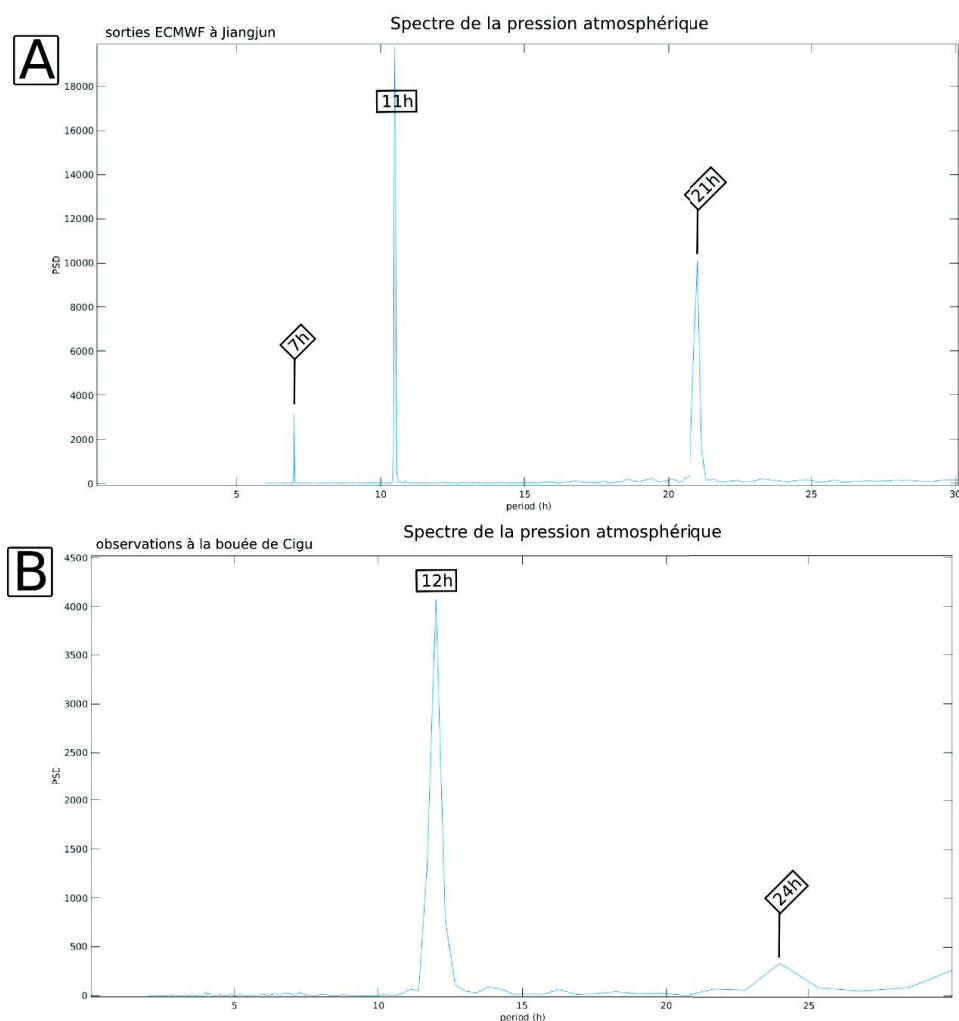 Spectre de la pression atmosphérique
sorties ECMWF à Jiangjun
A
18000
16000
14000
12000
10000
8000
6000
4000
2000
0
PSD
7h
11h
21h
5
10
15
20
25
30
period (h)
Spectre de la pression atmosphérique
observations à la bouée de Cigu
B
4500
4000
3500
3000
2500
2000
1500
1000
500
0
PSD
12h
24h
5
10
15
20
25
period (h)